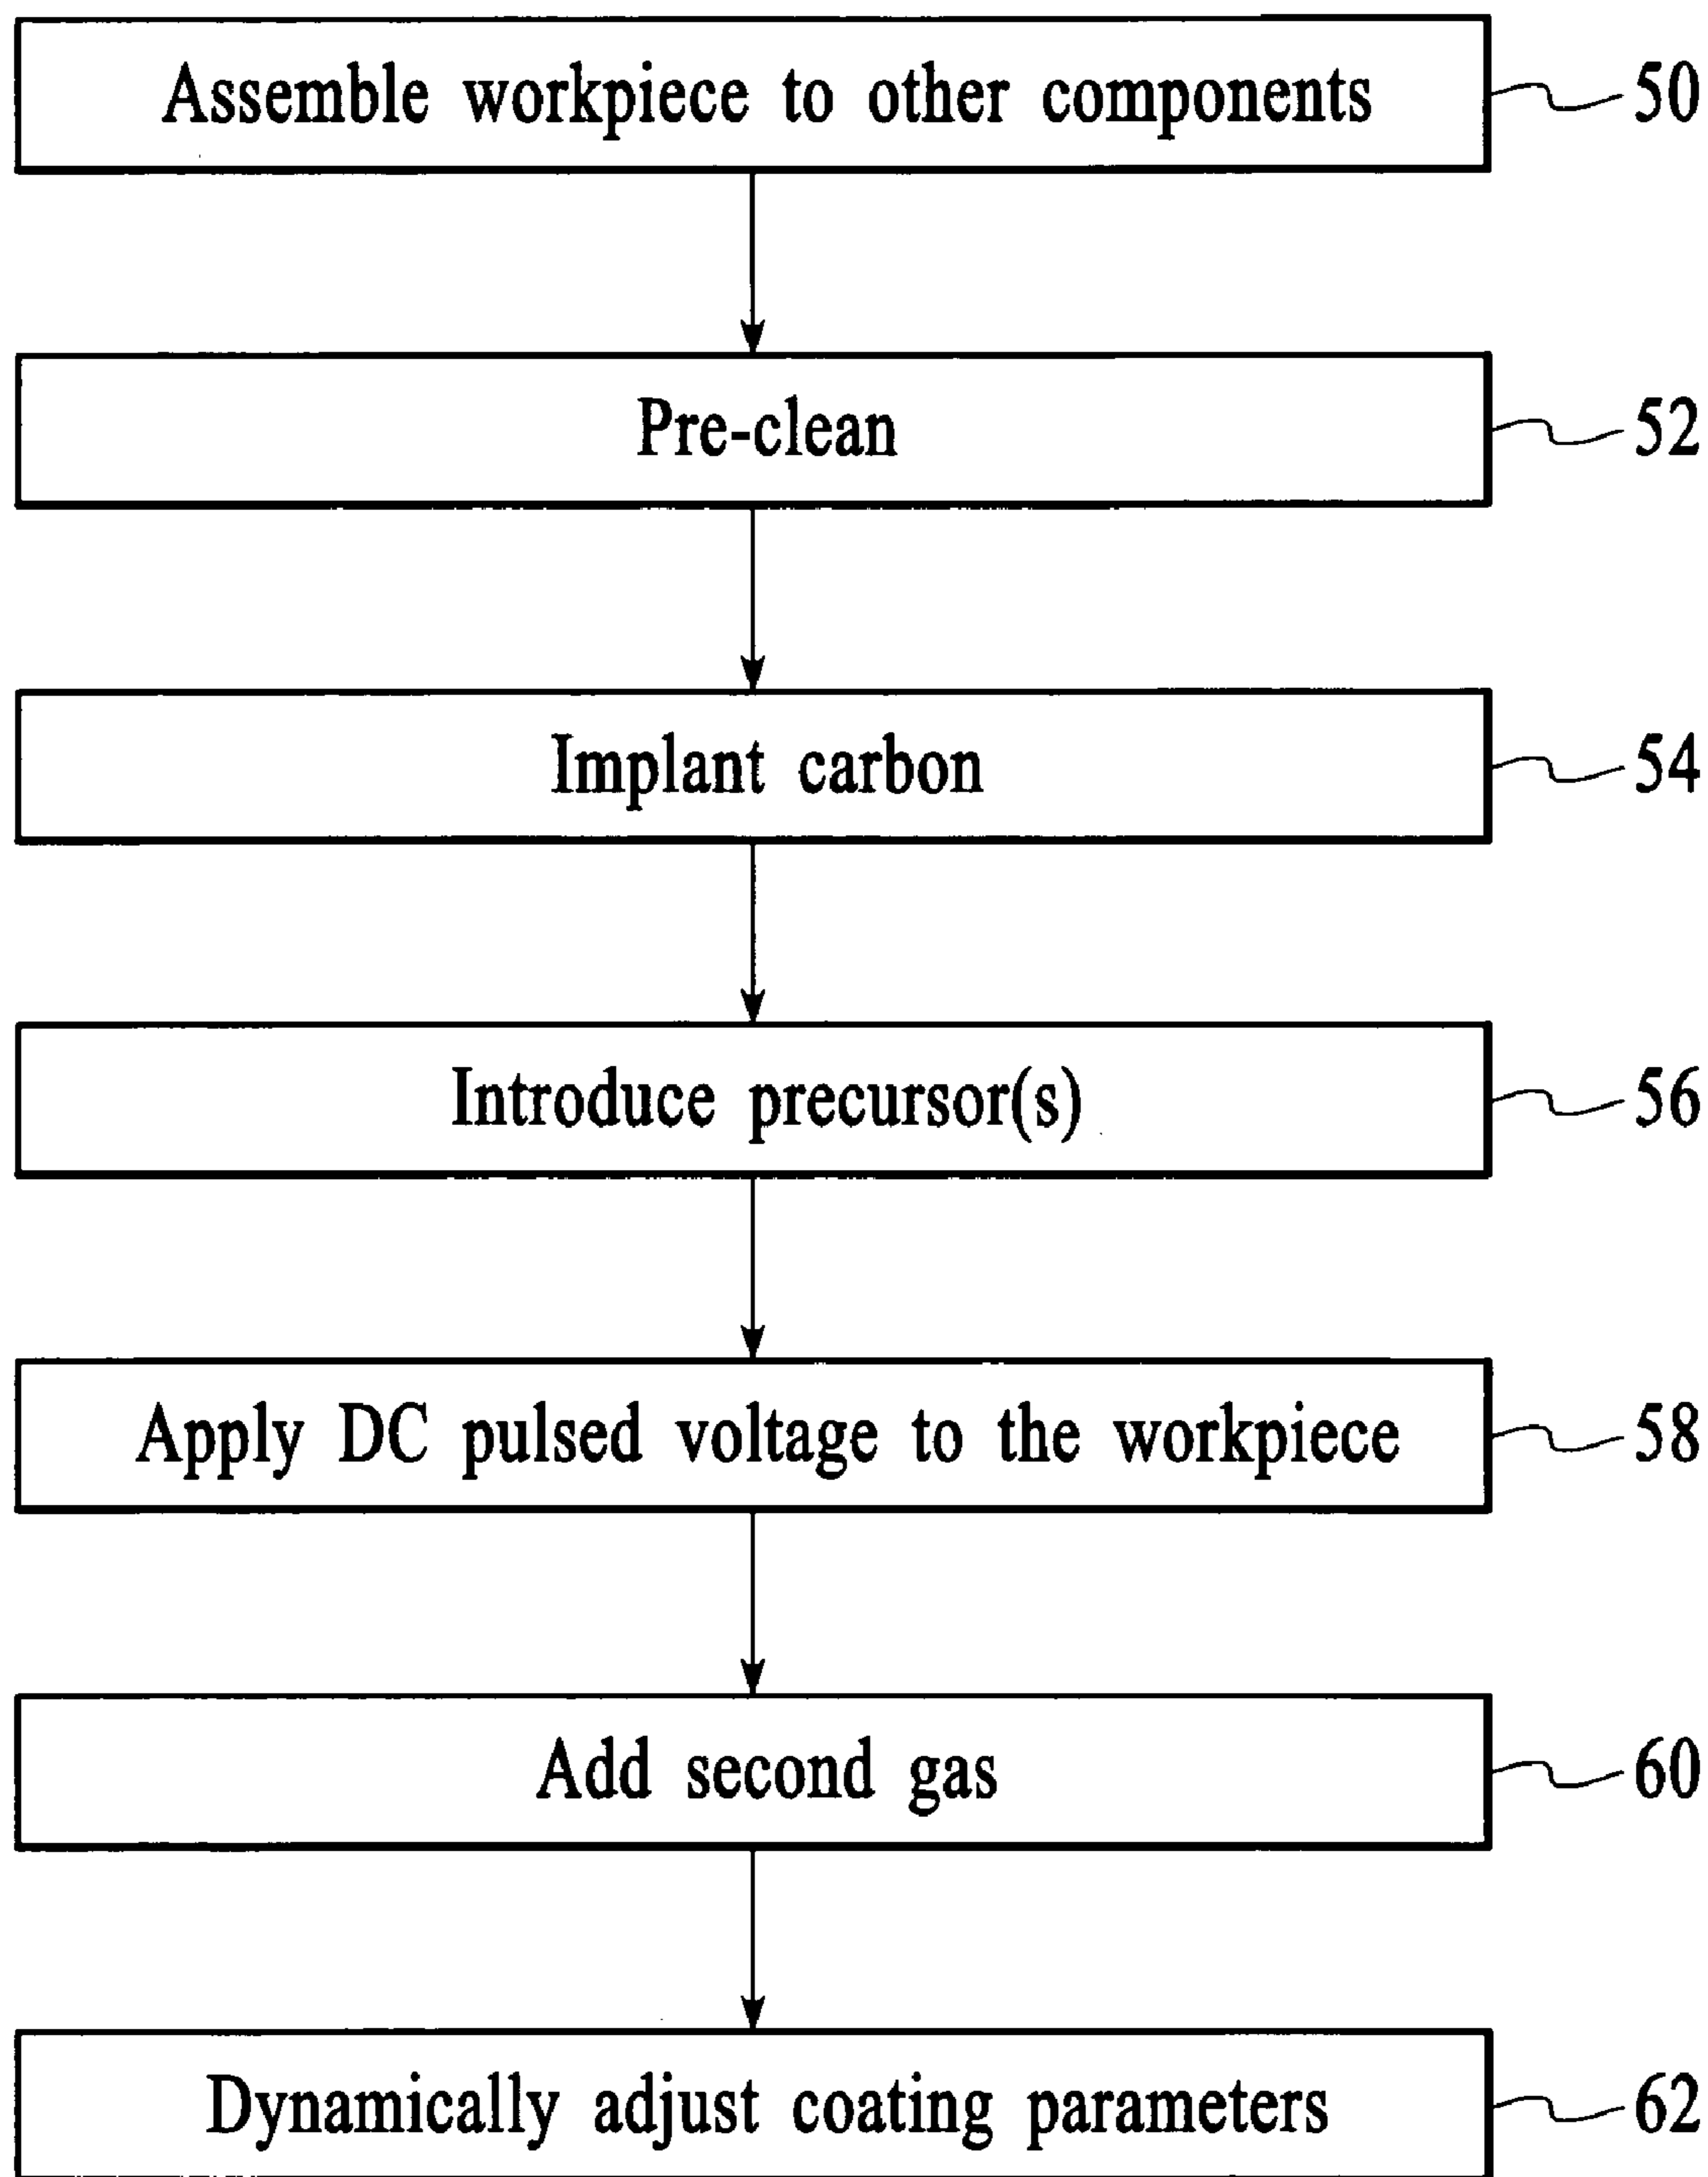 Assemble workpiece to other components 50
Pre-clean 52
Implant carbon 54
Introduce precursor(s) 56
Apply DC pulsed voltage to the workpiece 58
Add second gas 60
Dynamically adjust coating parameters 62